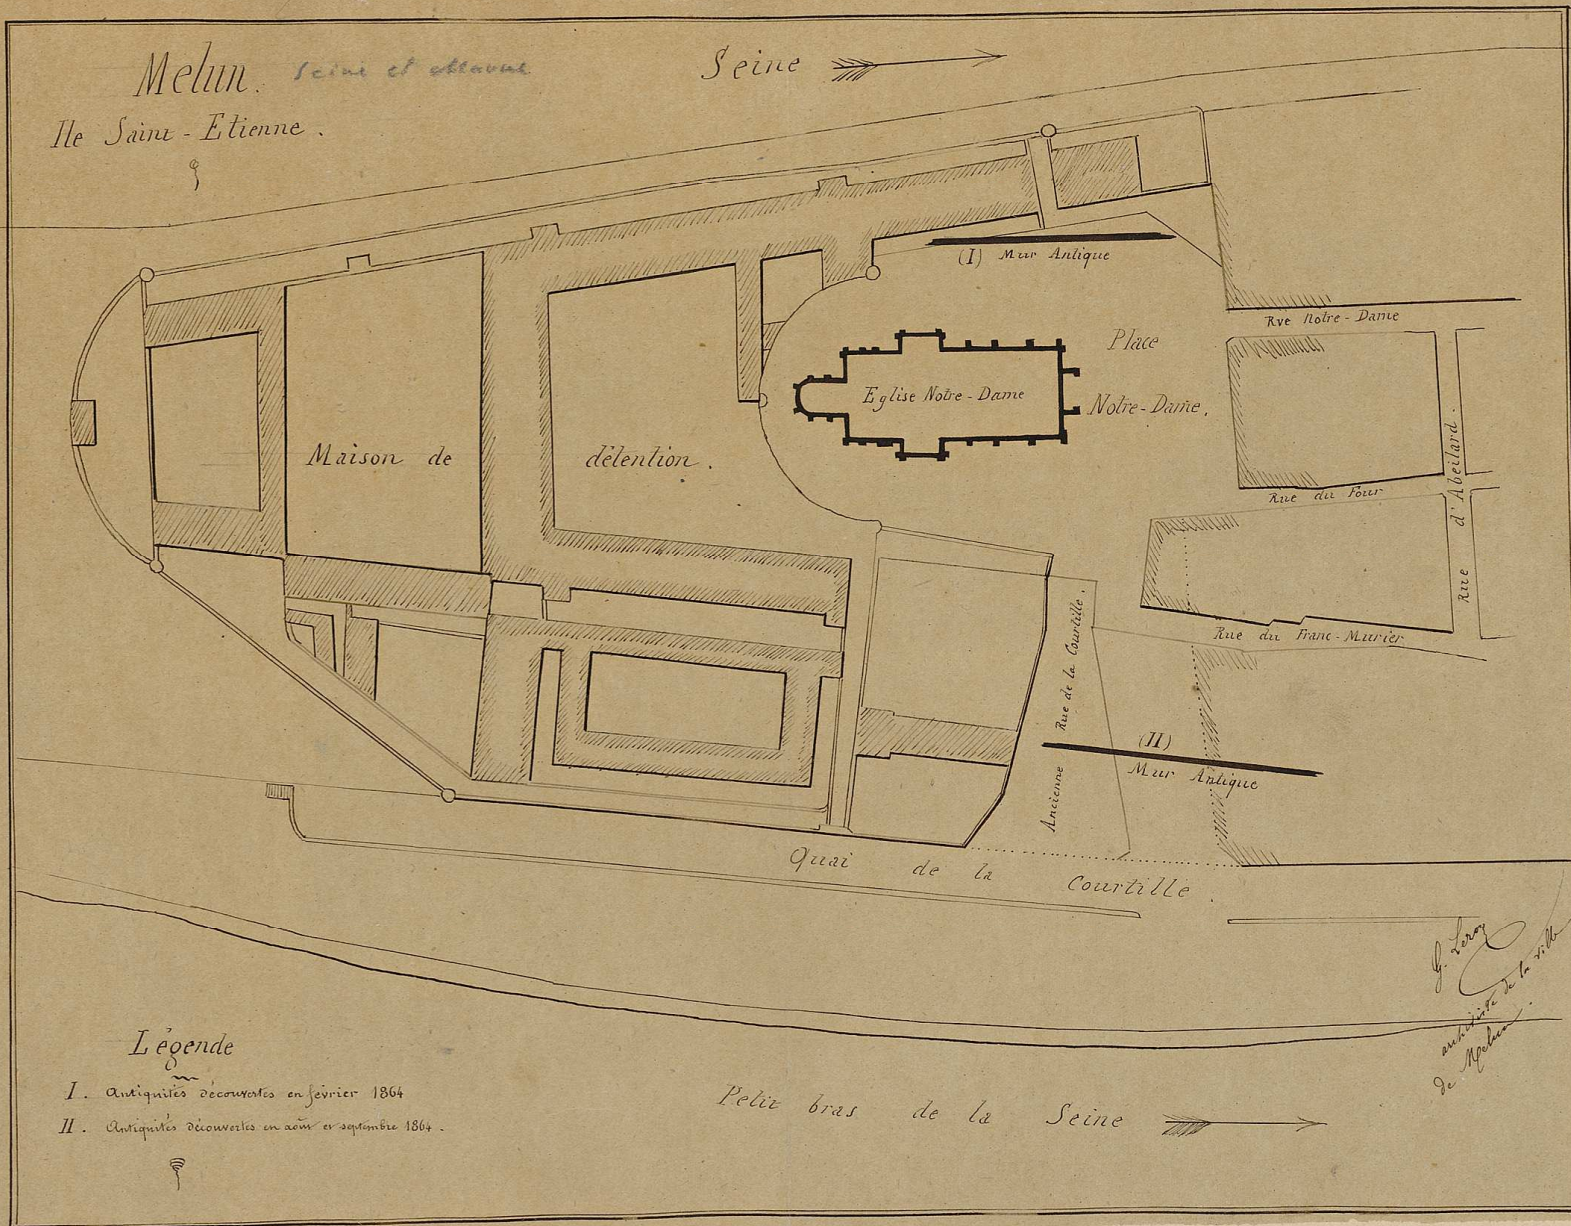 Melun. Seine et Marne
Ile Saint-Etienne.
Seine
(I) Mur Antique
Rue Notre-Dame
Place
Notre-Dame.
Eglise Notre-Dame
Maison de détention.
Rue du Four
Rue d'Abeilard.
Rue du Franc-Murier
Ancienne Rue de la Courtille.
(II)
Mur Antique
Quai de la Courtille.
G. Leroy
archiviste de la ville
de Melun.
Légende
I. Antiquités découvertes en février 1864
II. Antiquités découvertes en août et septembre 1864.
Petit bras de la Seine